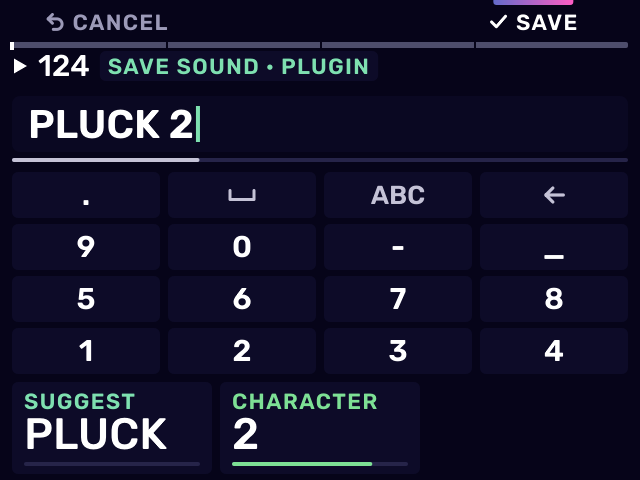 CANCEL
SAVE
124 SAVE SOUND • PLUGIN
PLUCK 2
. ABC
9 0 - _
5 6 7 8
1 2 3 4
SUGGEST CHARACTER
PLUCK 2